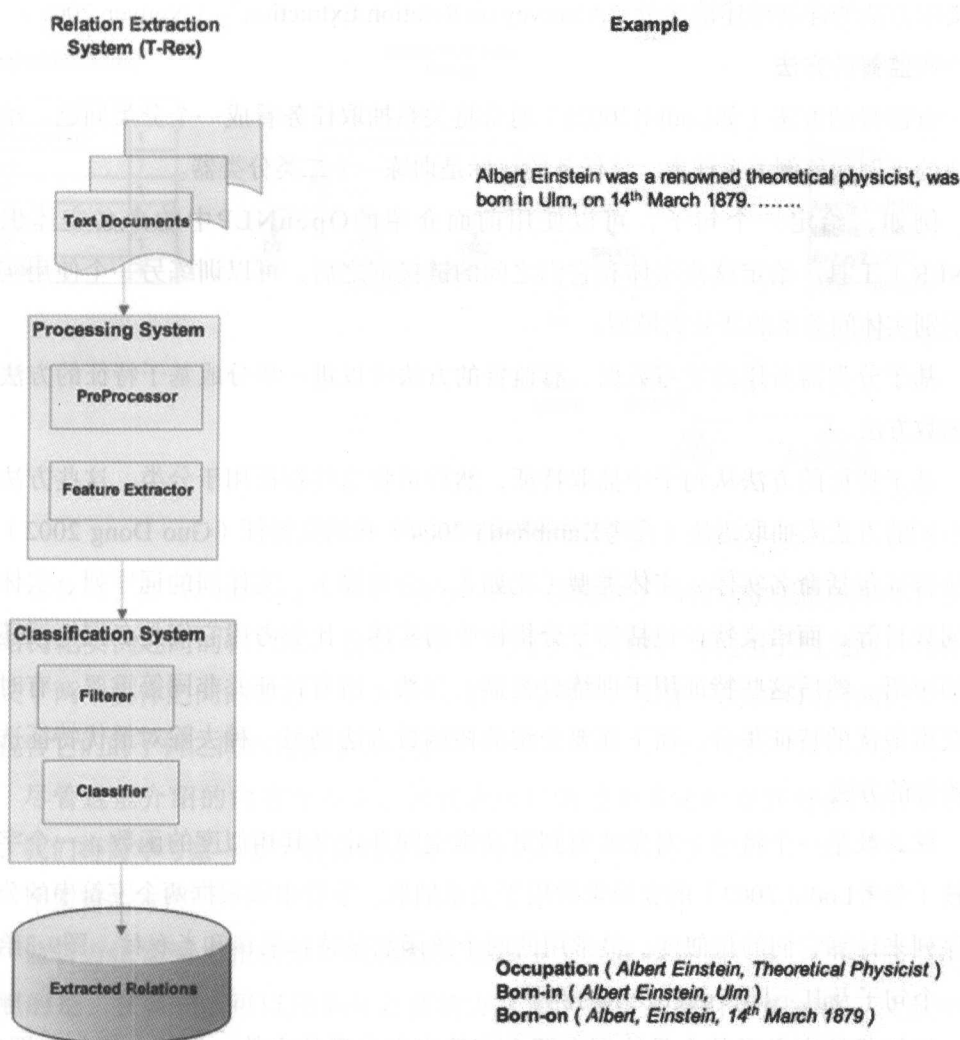 Relation Extraction
System (T-Rex)
Example
Text Documents
Albert Einstein was a renowned theoretical physicist, was
born in Ulm, on 14th March 1879. ........
Processing System
PreProcessor
Feature Extractor
Classification System
Filterer
Classifier
Extracted Relations
Occupation ( Albert Einstein, Theoretical Physicist )
Born-in ( Albert Einstein, Ulm )
Born-on ( Albert, Einstein, 14th March 1879 )